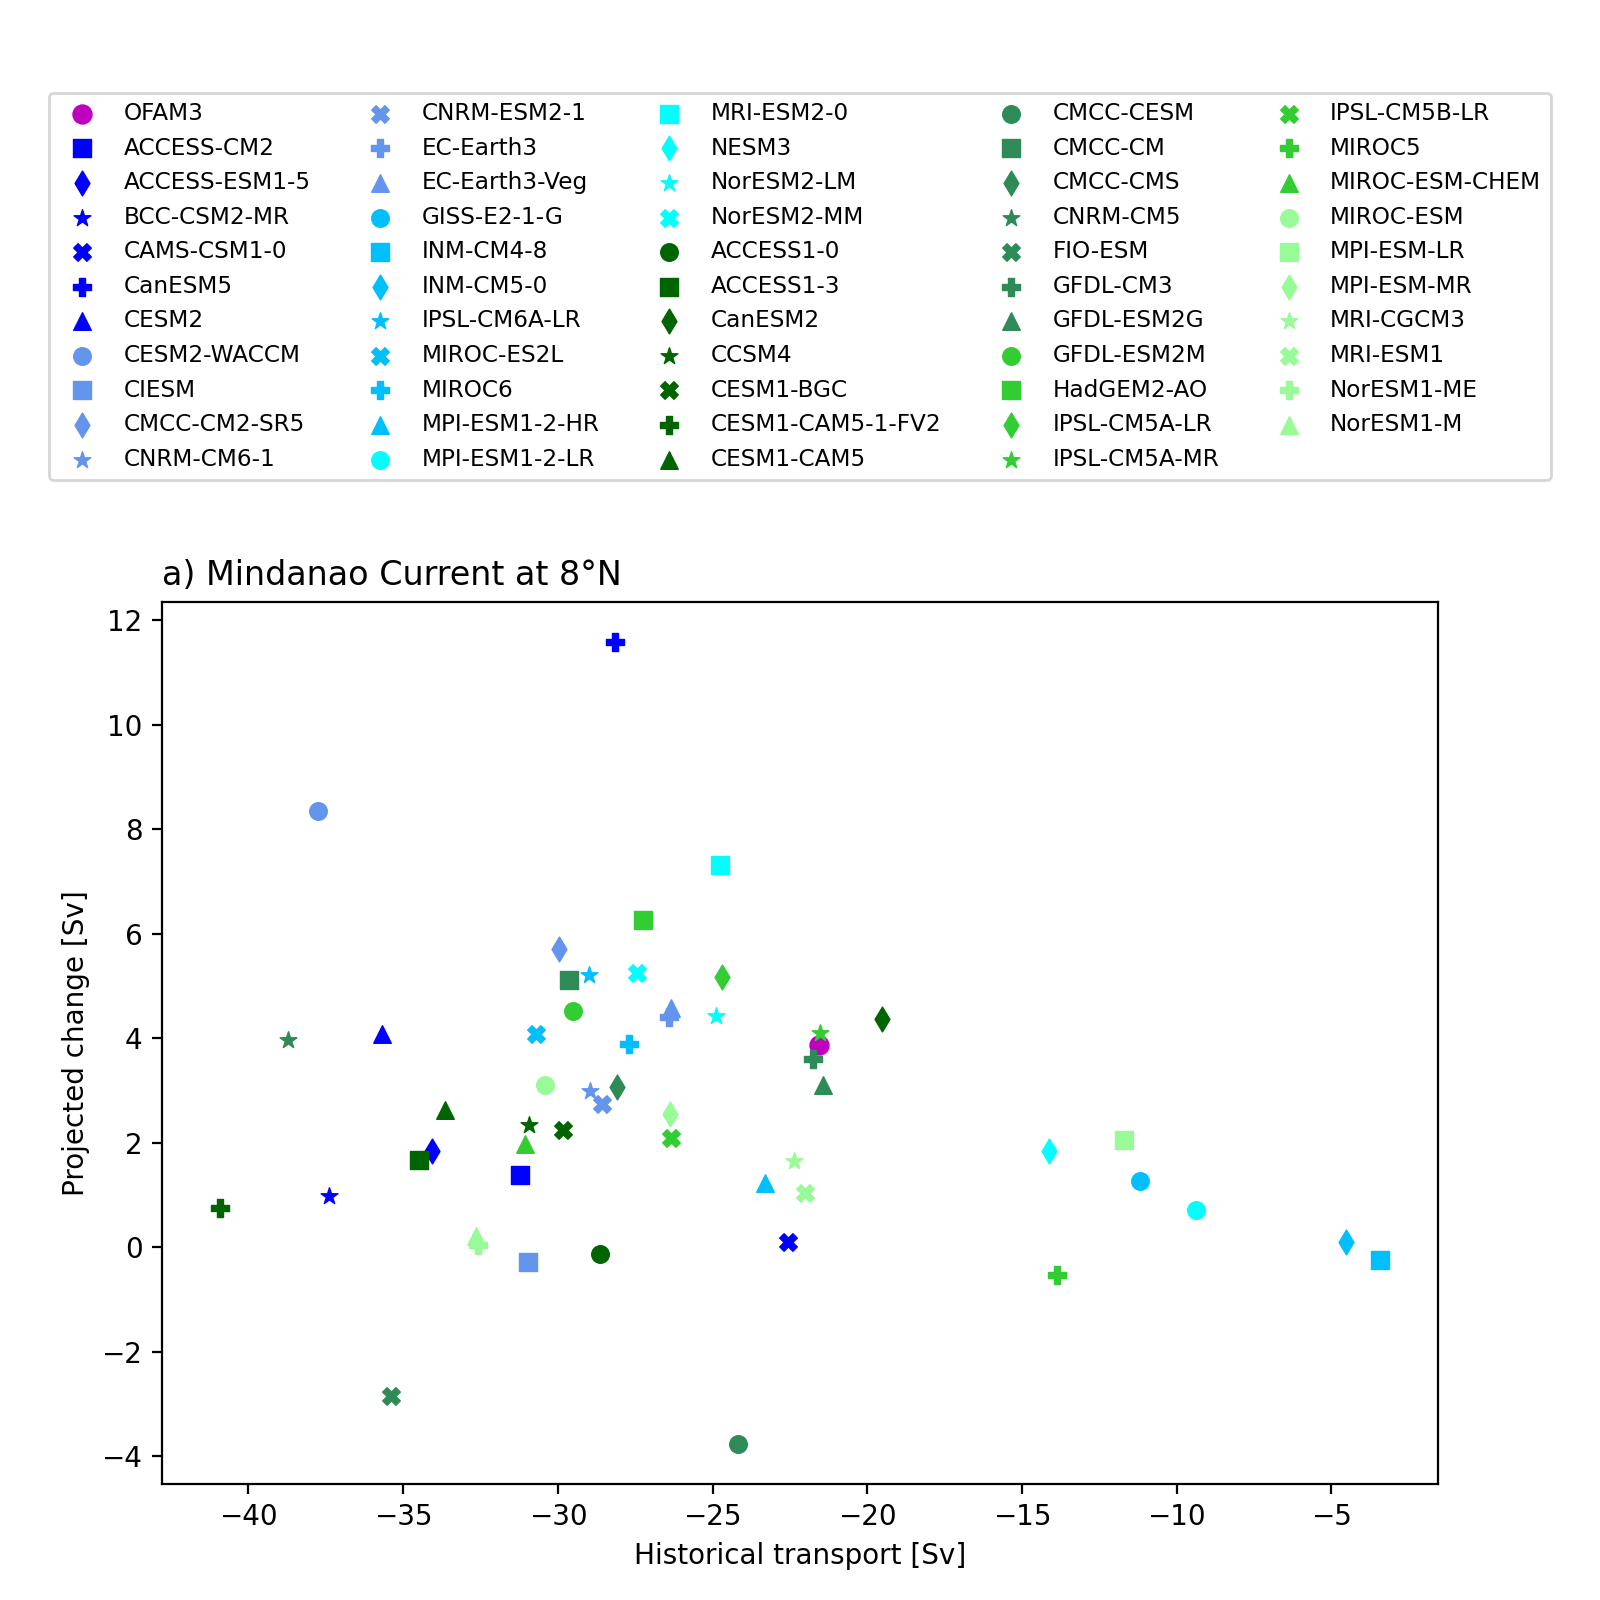 OFAM3
ACCESS-CM2
ACCESS-ESM1-5
BCC-CSM2-MR
CAMS-CSM1-0
CanESM5
CESM2
CESM2-WACCM
CIESM
CMCC-CM2-SR5
CNRM-CM6-1
CNRM-ESM2-1
EC-Earth3
EC-Earth3-Veg
GISS-E2-1-G
INM-CM4-8
INM-CM5-0
IPSL-CM6A-LR
MIROC-ES2L
MIROC6
MPI-ESM1-2-HR
MPI-ESM1-2-LR
MRI-ESM2-0
NESM3
NorESM2-LM
NorESM2-MM
ACCESS1-0
ACCESS1-3
CanESM2
CCSM4
CESM1-BGC
CESM1-CAM5-1-FV2
CESM1-CAM5
CMCC-CESM
CMCC-CM
CMCC-CMS
CNRM-CM5
FIO-ESM
GFDL-CM3
GFDL-ESM2G
GFDL-ESM2M
HadGEM2-AO
IPSL-CM5A-LR
IPSL-CM5A-MR
IPSL-CM5B-LR
MIROC5
MIROC-ESM-CHEM
MIROC-ESM
MPI-ESM-LR
MPI-ESM-MR
MRI-CGCM3
MRI-ESM1
NorESM1-ME
NorESM1-M
a) Mindanao Current at 8°N
Projected change [Sv]
12
10
8
6
4
2
0
−2
−4
−40 −35 −30 −25 −20 −15 −10 −5
Historical transport [Sv]